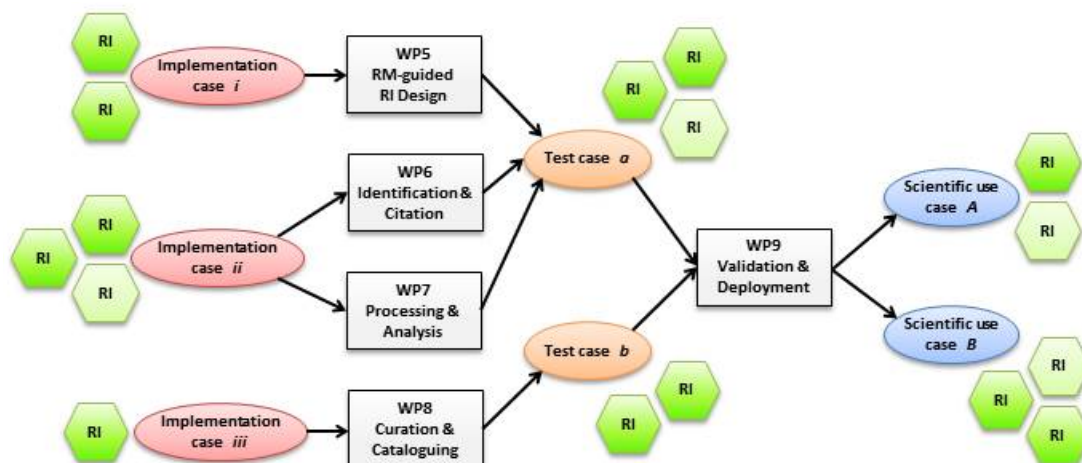 RI
RI
Implementation
case i
WP5
RM-guided
RI Design
RI
RI
RI
Test case a
WP6
Identification &
Citation
RI
RI
RI
Implementation
case ii
WP7
Processing &
Analysis
WP9
Validation &
Deployment
Scientific use
case A
RI
RI
Test case b
Scientific use
case B
RI
RI
RI
RI
RI
RI
Implementation
case iii
WP8
Curation &
Cataloguing